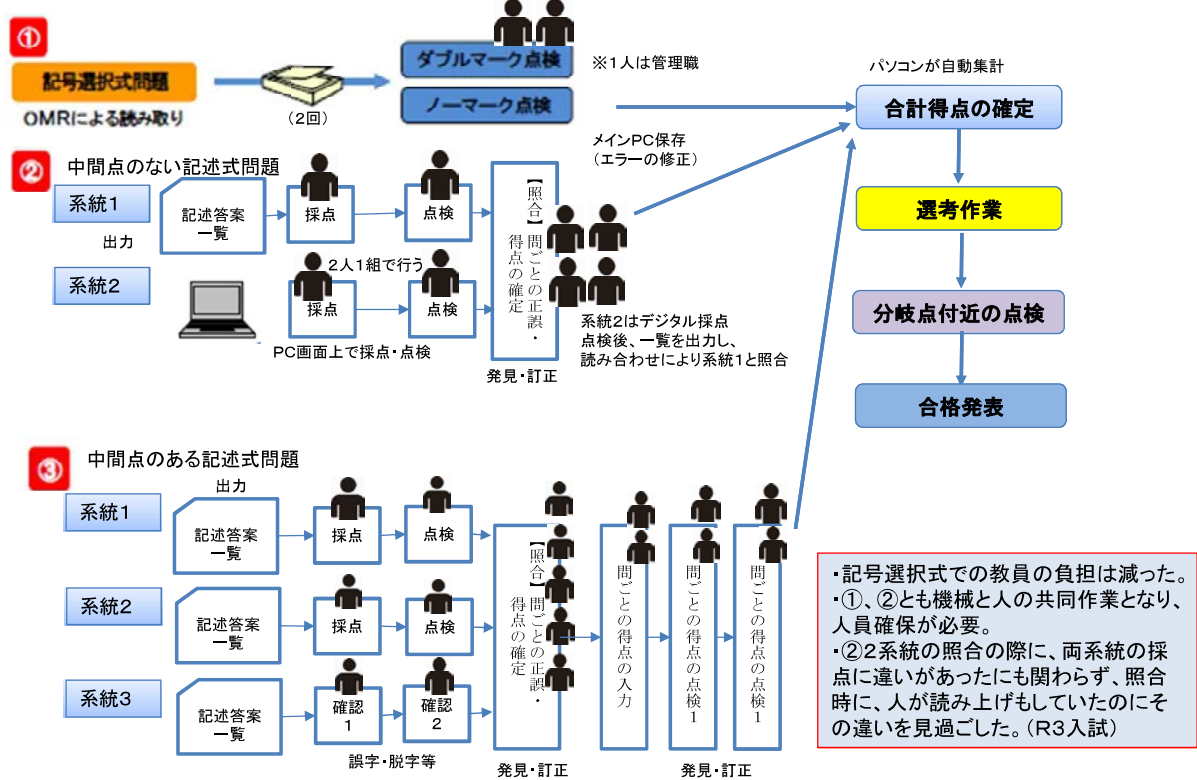 ①
記号選択式問題
OMRによる読み取り
(2回)
ダブルマーク点検
ノーマーク点検
※1人は管理職
パソコンが自動集計
合計得点の確定
選考作業
分岐点付近の点検
合格発表
メインPC保存
(エラーの修正)
②
中間点のない記述式問題
系統1
出力
記述答案
一覧
採点
点検
系統2
2人1組で行う
採点
点検
PC画面上で採点・点検
【照合】問ごとの正誤・
得点の確定
発見・訂正
系統2はデジタル採点
点検後、一覧を出力し、
読み合わせにより系統1と照合
③
中間点のある記述式問題
出力
系統1
記述答案
一覧
採点
点検
系統2
記述答案
一覧
採点
点検
系統3
記述答案
一覧
確認
1
確認
2
誤字・脱字等
【照合】問ごとの正誤・
得点の確定
発見・訂正
問ごとの得点の入力
問ごとの得点の点検1
問ごとの得点の点検1
発見・訂正
・記号選択式での教員の負担は減った。
・①、②とも機械と人の共同作業となり、
人員確保が必要。
・②2系統の照合の際に、両系統の採
点に違いがあったにも関わらず、照合
時に、人が読み上げもしていたのにそ
の違いを見過ごした。(R3入試)